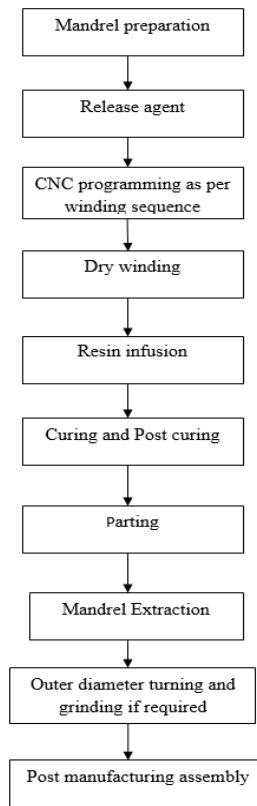 Mandrel preparation
Release agent
CNC programming as per
winding sequence
Dry winding
Resin infusion
Curing and Post curing
Parting
Mandrel Extraction
Outer diameter turning and
grinding if required
Post manufacturing assembly